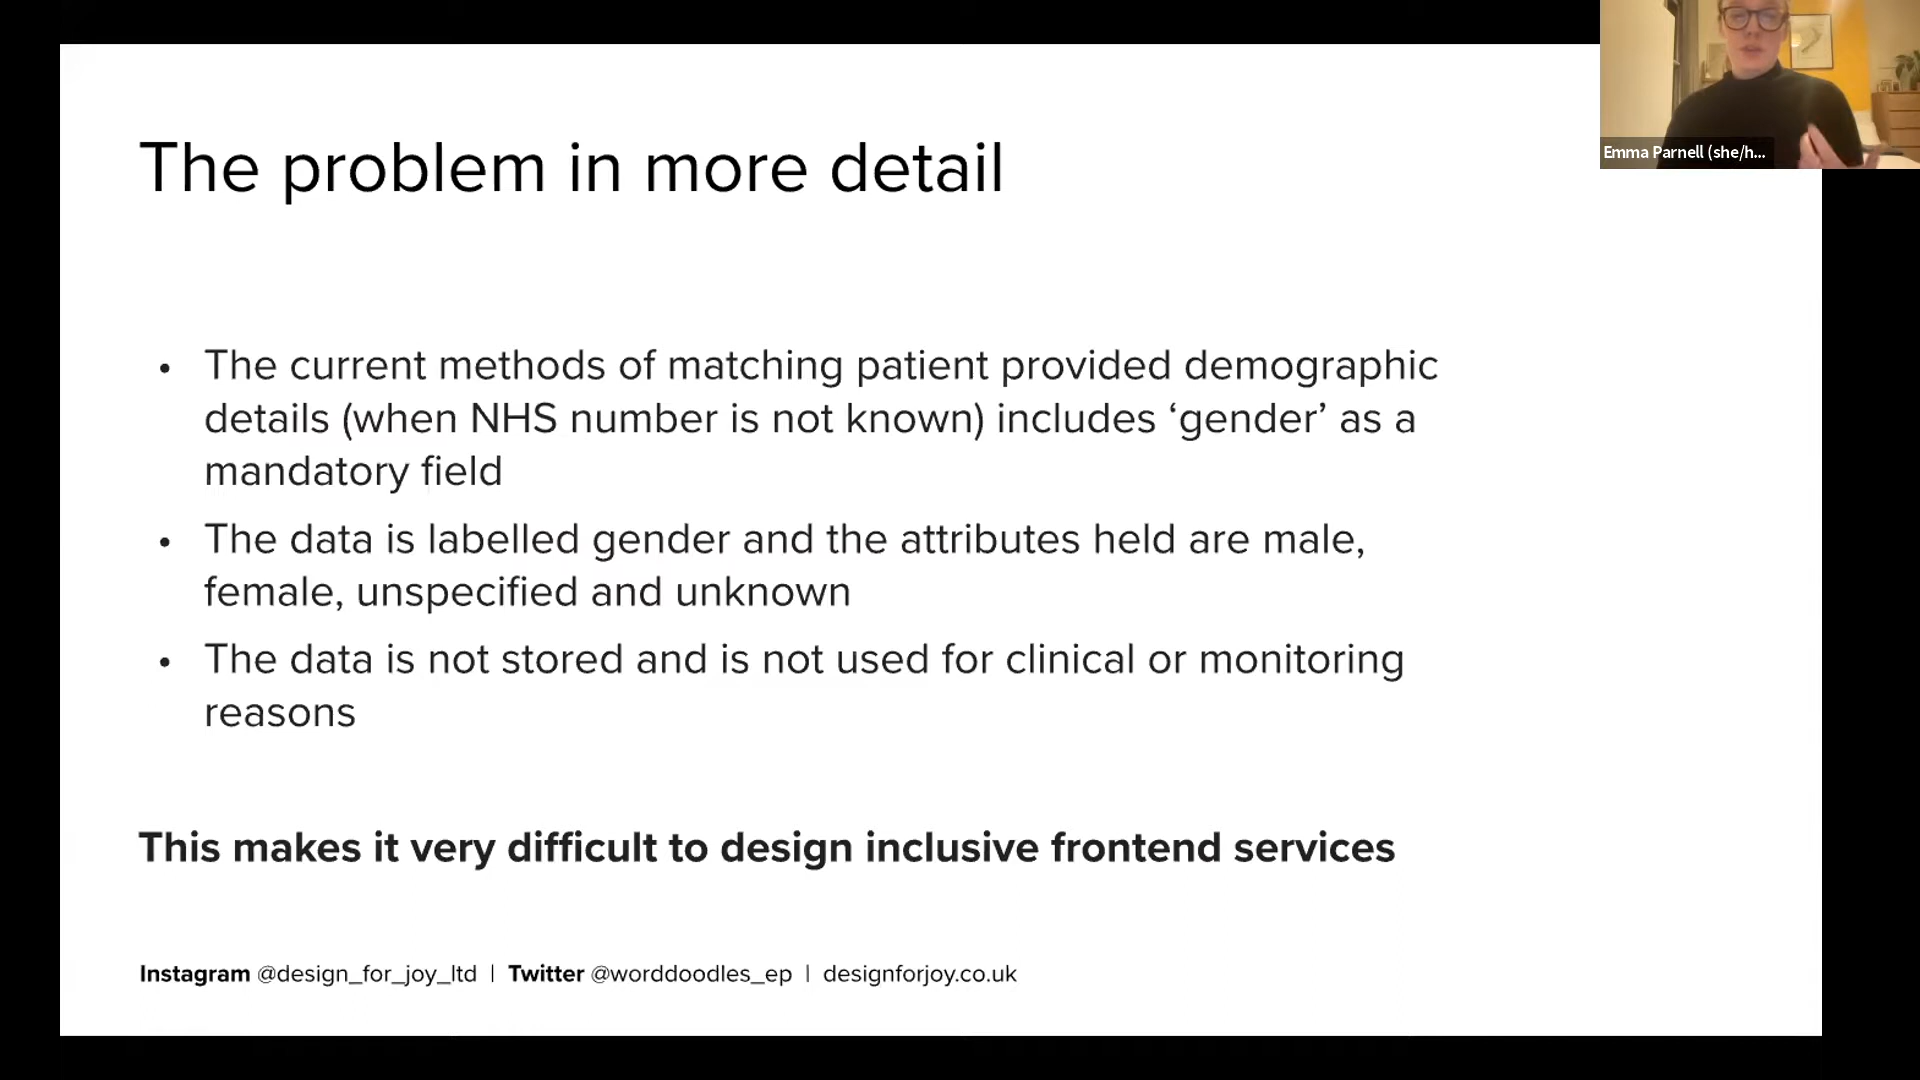 The problem in more detail
Emma Parnell (she/h...
• The current methods of matching patient provided demographic
details (when NHS number is not known) includes ‘gender’ as a
mandatory field
• The data is labelled gender and the attributes held are male,
female, unspecified and unknown
• The data is not stored and is not used for clinical or monitoring
reasons
This makes it very difficult to design inclusive frontend services
Instagram @design_for_joy_ltd | Twitter @worddoodles_ep | designforjoy.co.uk